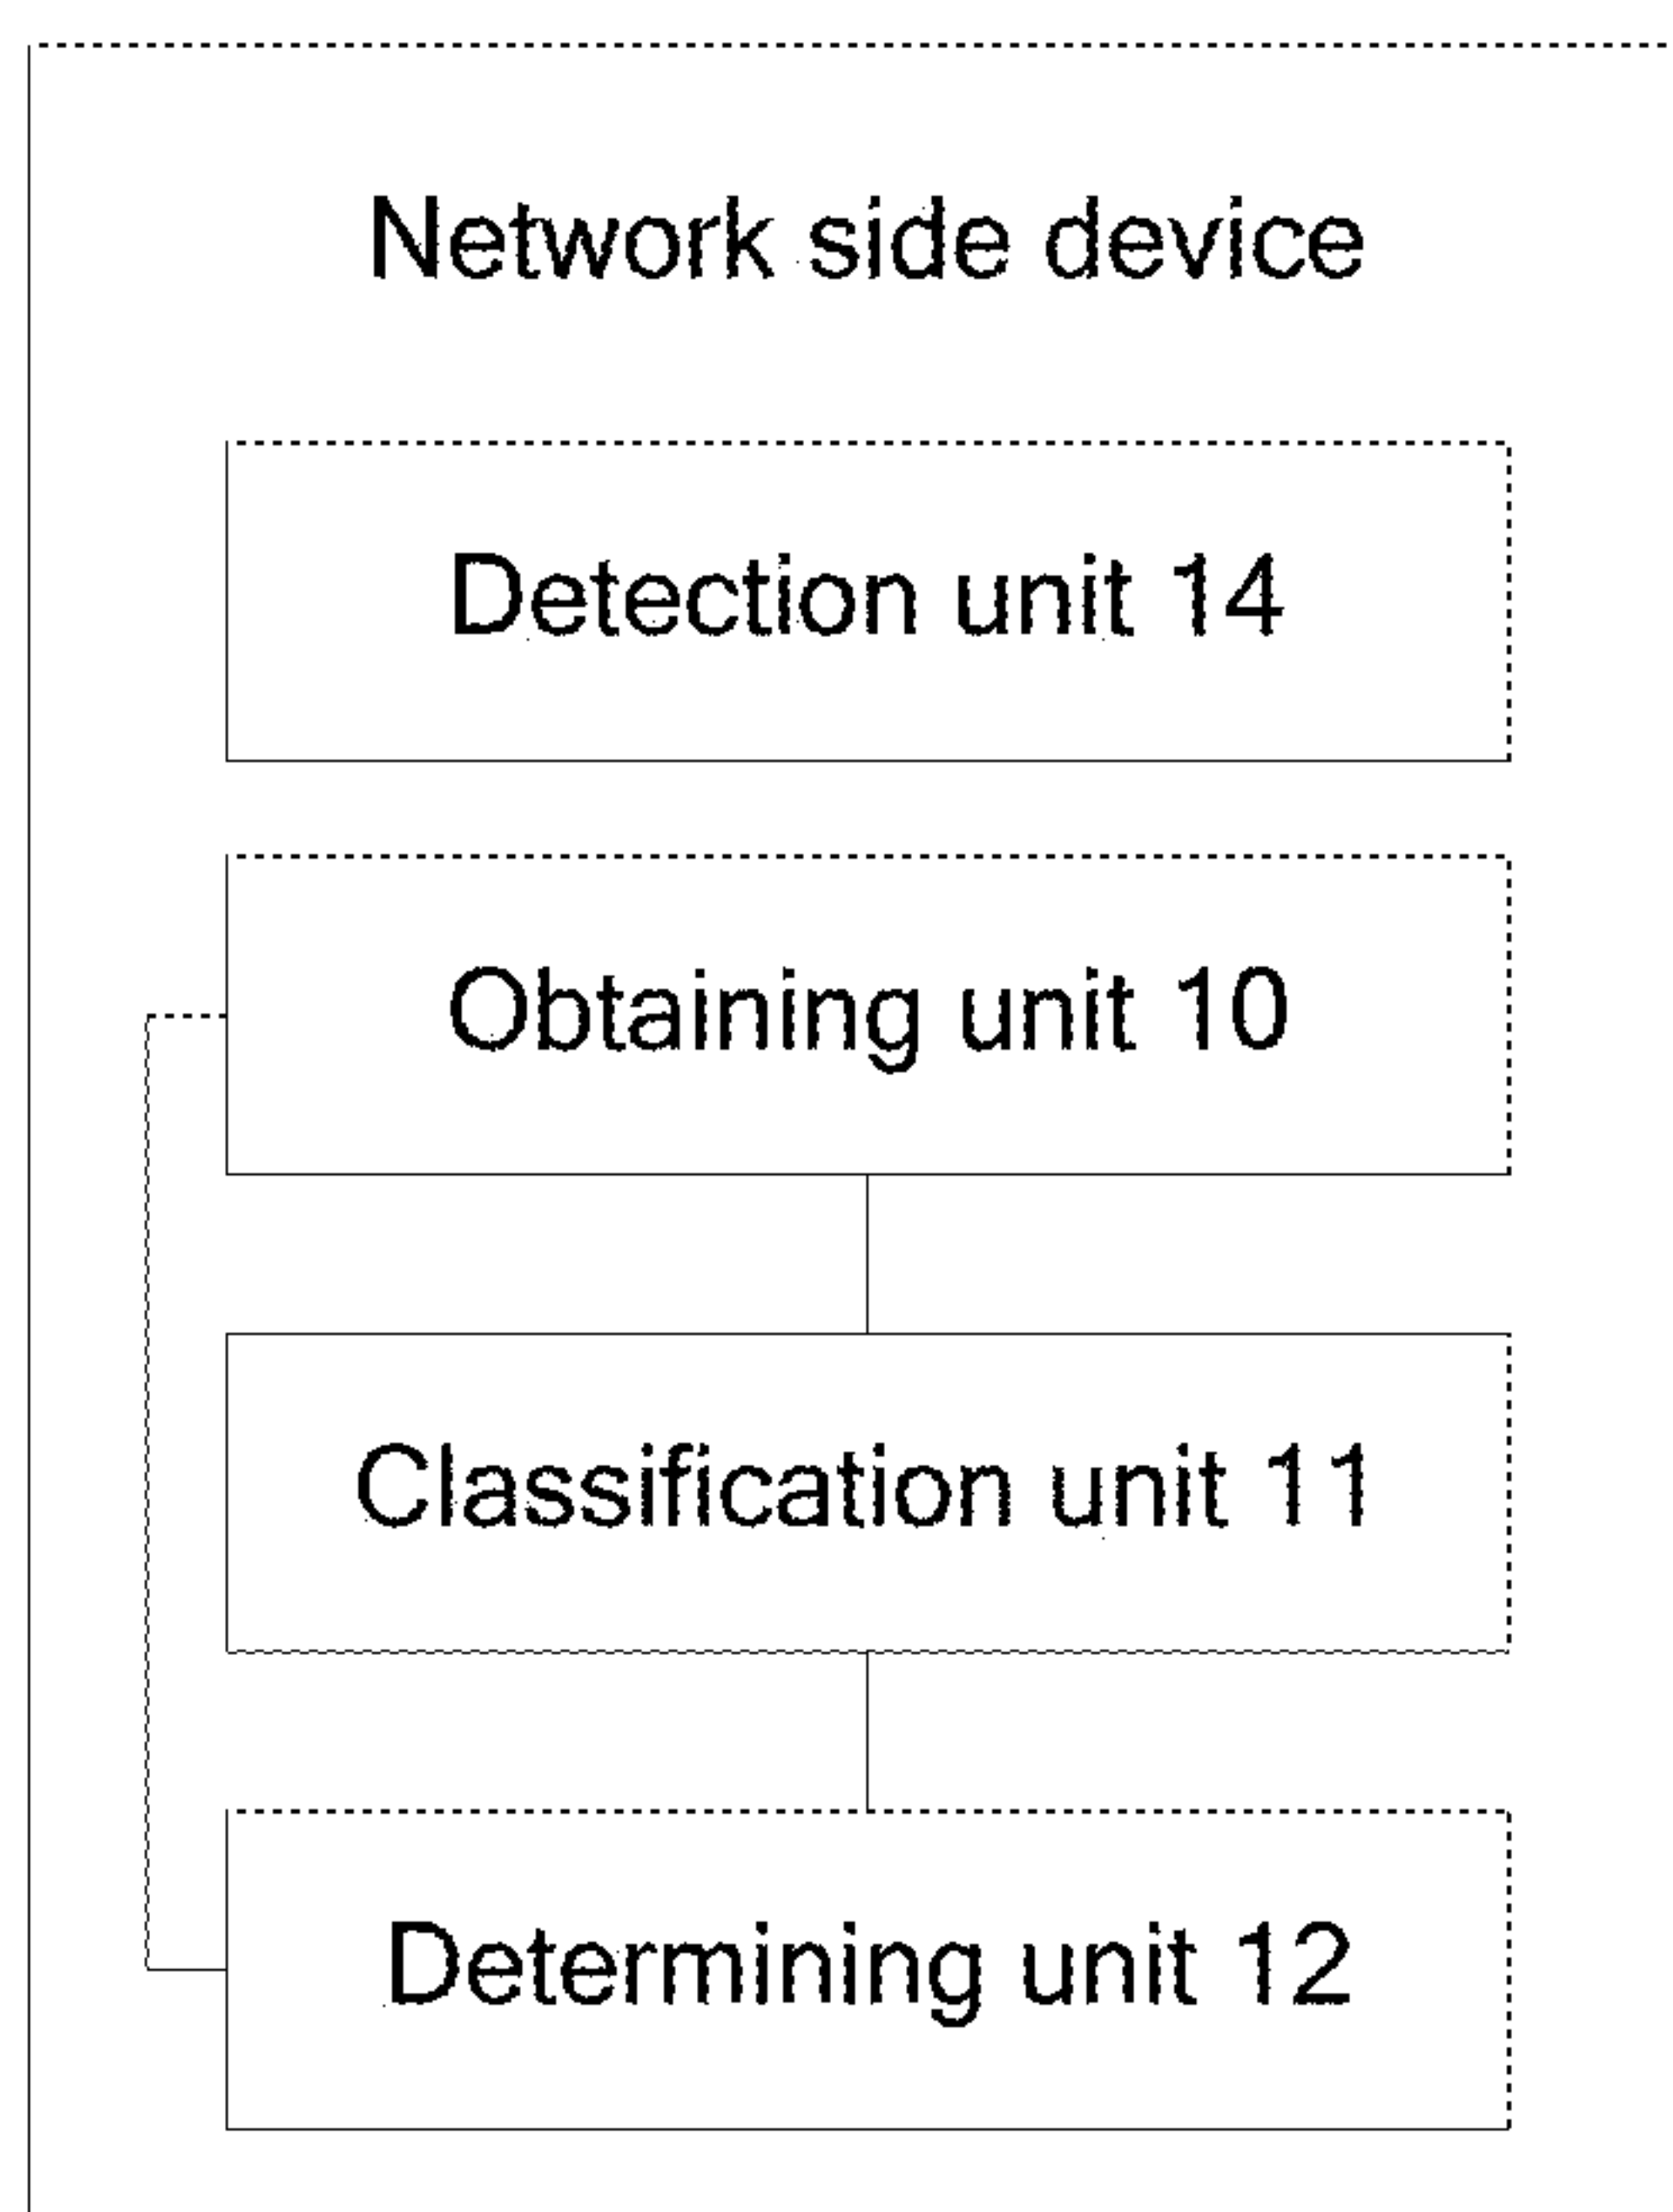 Network side device
Detection unit 14
Obtaining unit 10
Classification unit 11
Determining unit 12